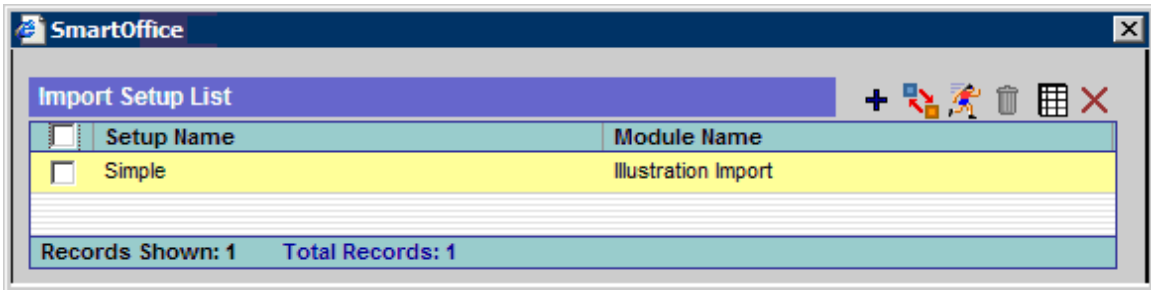 SmartOffice
Import Setup List
Setup Name Module Name
Simple Illustration Import
Records Shown: 1 Total Records: 1